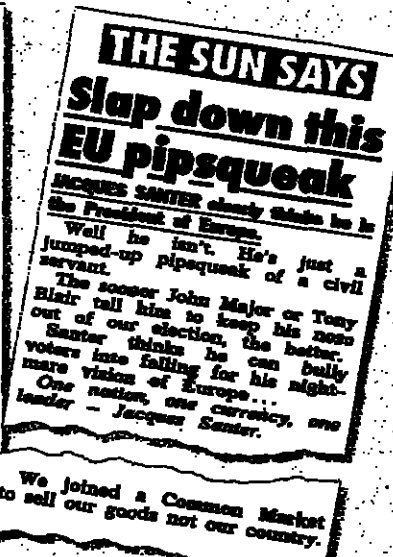 THE SUN SAYS
Slap down this
EU pipsqueak
JACQUES SANTER clearly thinks he is
the President of Europe.
Well he isn't. He's just a
jumped-up pipsqueak of a civil
servant.
The sooner John Major or Tony
Blair tell him to keep his nose
out of our election, the better.
Santer thinks he can bully
voters into falling for his night-
mare vision of Europe...
One nation, one currency, one
leader – Jacques Santer.
We joined a Common Market
to sell our goods not our country.